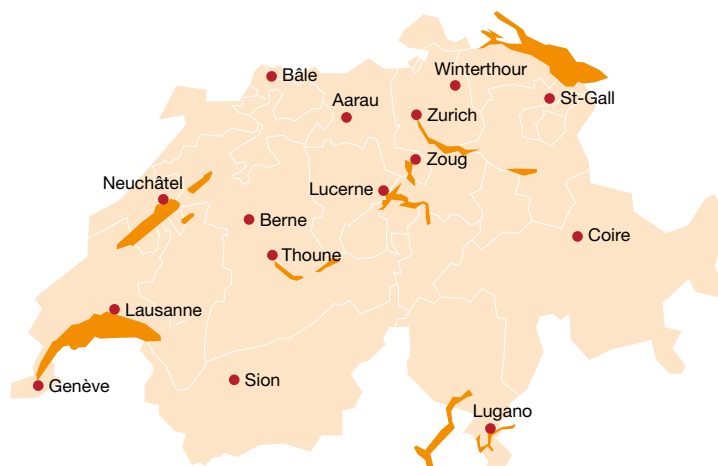 Bâle
Winterthour
Aarau
St-Gall
Zurich
Zoug
Neuchâtel
Lucerne
Berne
Coire
Thoune
Lausanne
Sion
Genève
Lugano